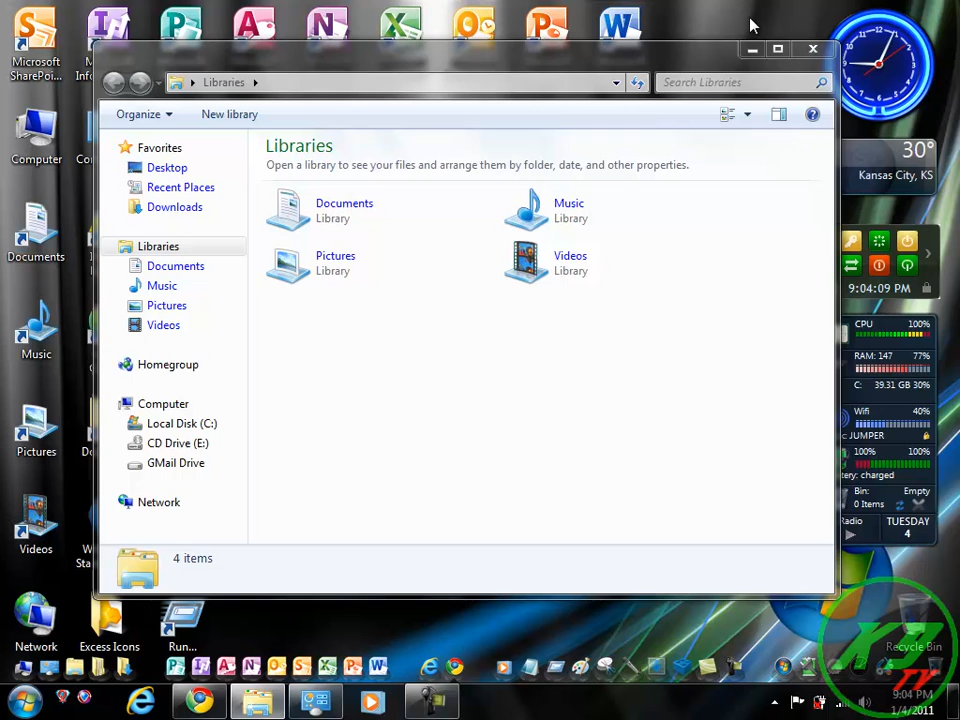 Microsoft
SharePoi...
Computer
Documents
Music
Pictures
Videos
Network
Excess Icons
Run...
Libraries
Search Libraries
Organize
New library
Favorites
Desktop
Recent Places
Downloads
Libraries
Documents
Music
Pictures
Videos
Homegroup
Computer
Local Disk (C:)
CD Drive (E:)
GMail Drive
Network
Libraries
Open a library to see your files and arrange them by folder, date, and other properties.
Documents
Library
Music
Library
Pictures
Library
Videos
Library
4 items
30°
Kansas City, KS
9:04:09 PM
CPU 100%
RAM: 147 77%
C: 39.31 GB 30%
Wifi 40%
: JUMPER
100% 100%
tery: charged
Bin: Empty
0 Items
Radio
TUESDAY
4
Recycle Bin
TV
9:04 PM
1/4/2011